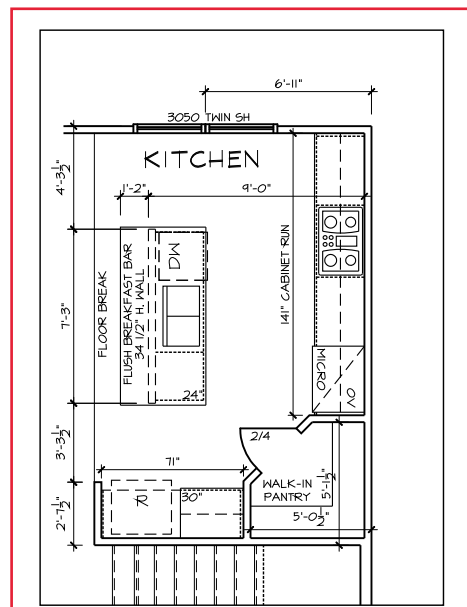 6'-11"
3050 TWIN SH
KITCHEN
4'-3 1/2"
1'-2"
9'-0"
141" CABINET RUN
DW
FLOOR BREAK
FLUSH BREAKFAST BAR
34 1/2" H. WALL
7'-3"
24"
MICRO
OV
2/4
3'-3 1/2"
71"
WALK-IN
PANTRY
5'-1 1/2"
R
30"
5'-0 1/2"
2'-7 1/2"